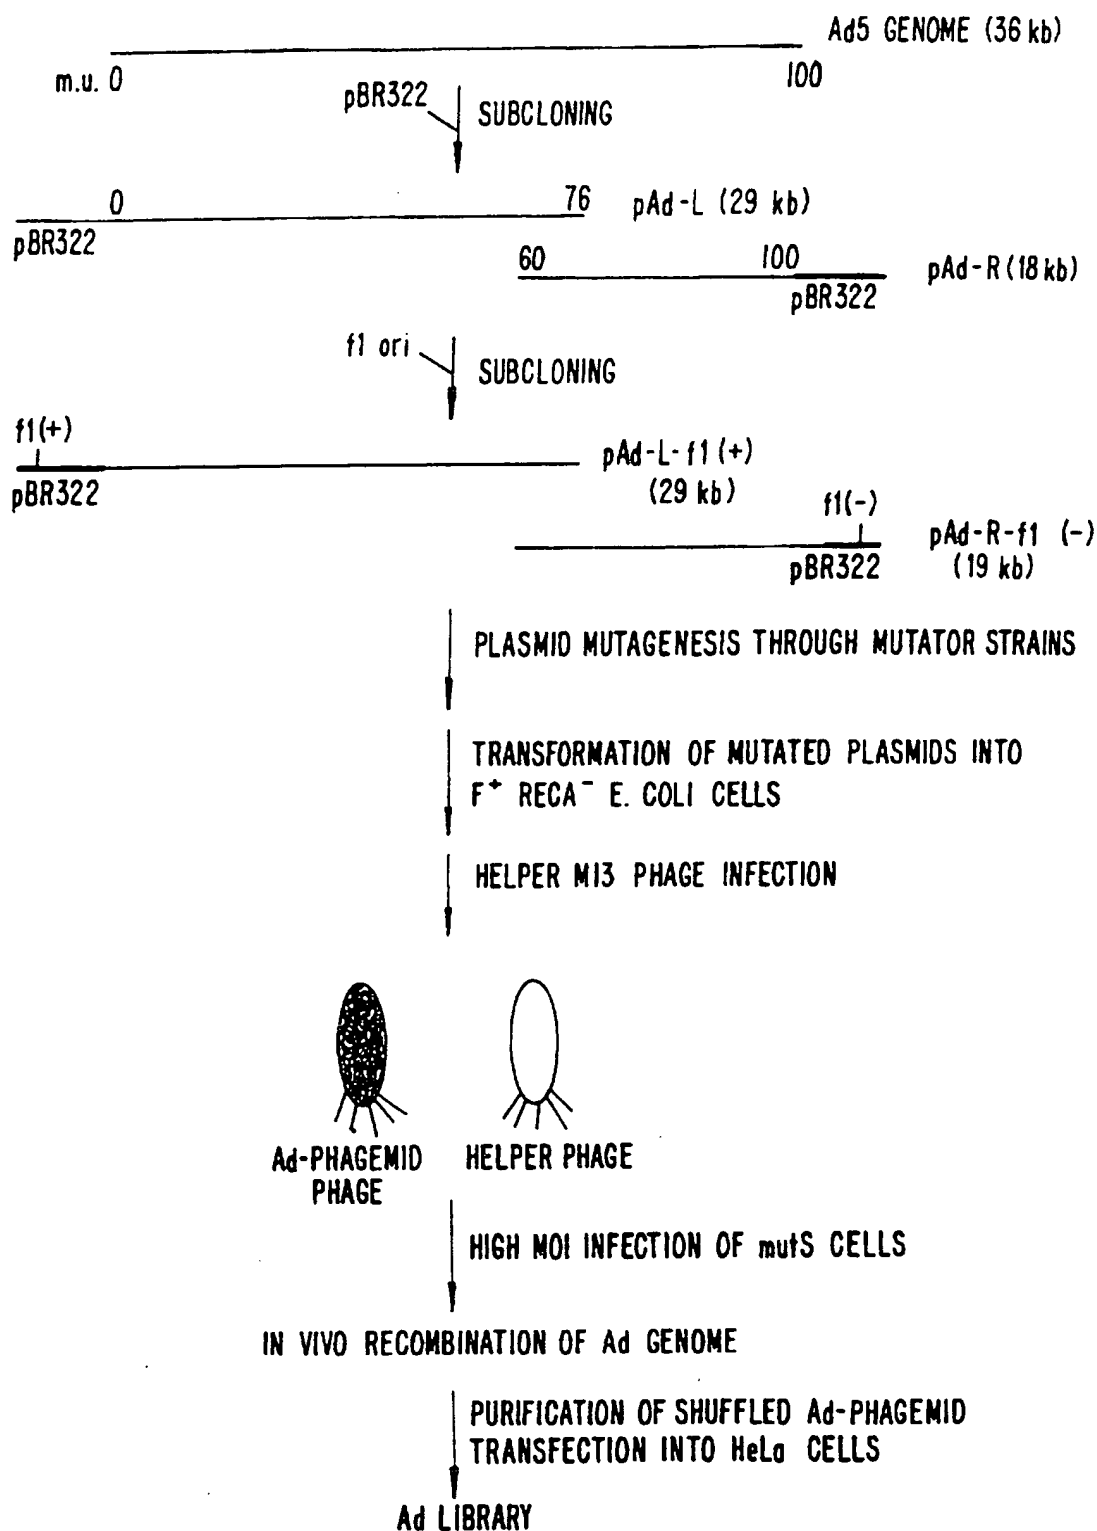 Ad5 GENOME (36 kb)
m.u. 0
100
pBR322
SUBCLONING
0
76
pAd-L (29 kb)
pBR322
60
100
pAd-R (18 kb)
pBR322
f1 ori
SUBCLONING
f1(+)
pAd-L-f1 (+)
(29 kb)
pBR322
f1(-)
pAd-R-f1 (-)
(19 kb)
pBR322
PLASMID MUTAGENESIS THROUGH MUTATOR STRAINS
TRANSFORMATION OF MUTATED PLASMIDS INTO
F+ RECA- E. COLI CELLS
HELPER M13 PHAGE INFECTION
Ad-PHAGEMID
PHAGE
HELPER PHAGE
HIGH MOI INFECTION OF mutS CELLS
IN VIVO RECOMBINATION OF Ad GENOME
PURIFICATION OF SHUFFLED Ad-PHAGEMID
TRANSFECTION INTO HeLa CELLS
Ad LIBRARY